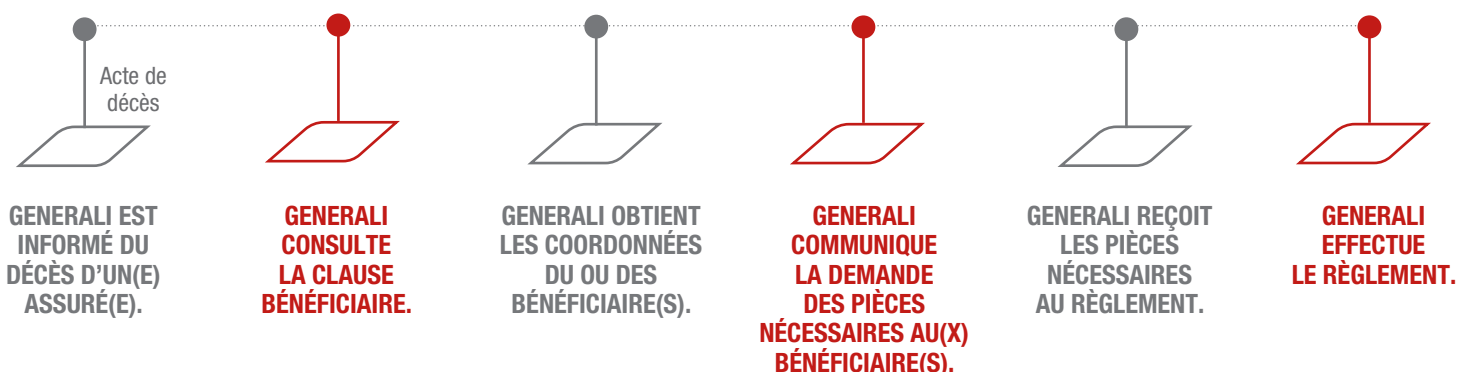 Acte de
décès
GENERALI EST
INFORMÉ DU
DÉCÈS D’UN(E)
ASSURÉ(E).
GENERALI
CONSULTE
LA CLAUSE
BÉNÉFICIAIRE.
GENERALI OBTIENT
LES COORDONNÉES
DU OU DES
BÉNÉFICIAIRE(S).
GENERALI
COMMUNIQUE
LA DEMANDE
DES PIÈCES
NÉCESSAIRES AU(X)
BÉNÉFICIAIRE(S).
GENERALI REÇOIT
LES PIÈCES
NÉCESSAIRES
AU RÈGLEMENT.
GENERALI
EFFECTUE
LE RÈGLEMENT.